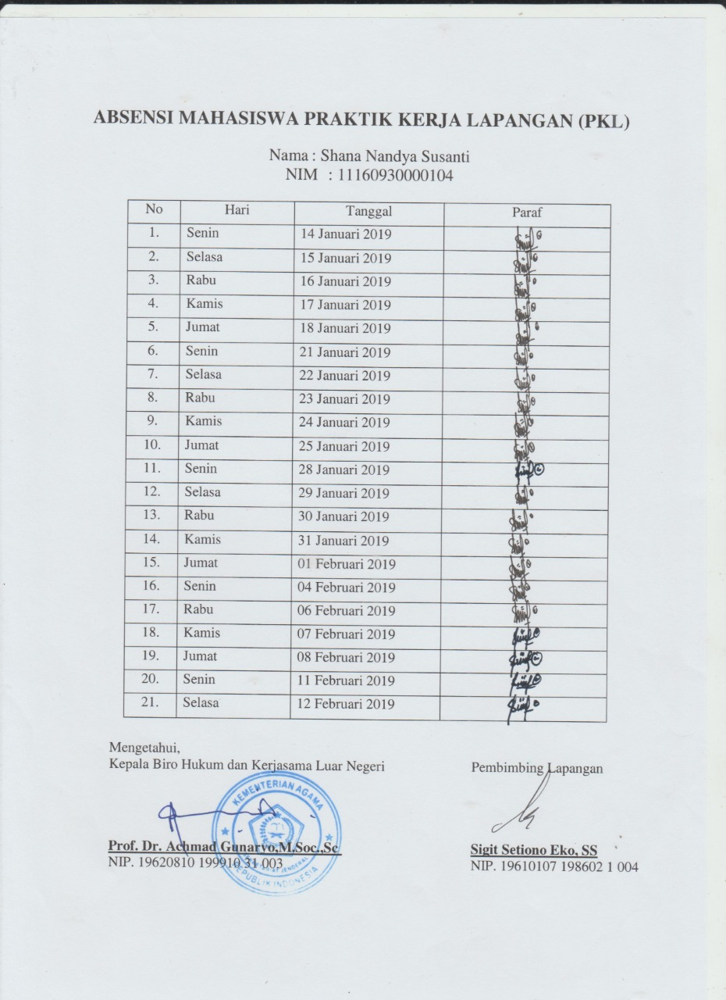 ABSENSI MAHASISWA PRAKTIK KERJA LAPANGAN (PKL)
Nama : Shana Nandya Susanti
NIM : 11160930000104
No Hari Tanggal Paraf
1. Senin 14 Januari 2019
2. Selasa 15 Januari 2019
3. Rabu 16 Januari 2019
4. Kamis 17 Januari 2019
5. Jumat 18 Januari 2019
6. Senin 21 Januari 2019
7. Selasa 22 Januari 2019
8. Rabu 23 Januari 2019
9. Kamis 24 Januari 2019
10. Jumat 25 Januari 2019
11. Senin 28 Januari 2019
12. Selasa 29 Januari 2019
13. Rabu 30 Januari 2019
14. Kamis 31 Januari 2019
15. Jumat 01 Februari 2019
16. Senin 04 Februari 2019
17. Rabu 06 Februari 2019
18. Kamis 07 Februari 2019
19. Jumat 08 Februari 2019
20. Senin 11 Februari 2019
21. Selasa 12 Februari 2019
Mengetahui,
Kepala Biro Hukum dan Kerjasama Luar Negeri
Pembimbing Lapangan
KEMENTERIAN AGAMA
Prof. Dr. Achmad Gunaryo,M,Soc.,Sc
NIP. 19620810 199910 31 003
JENDERAL
REPUBLIK INDONESIA
Sigit Setiono Eko, SS
NIP. 19610107 198602 1 004